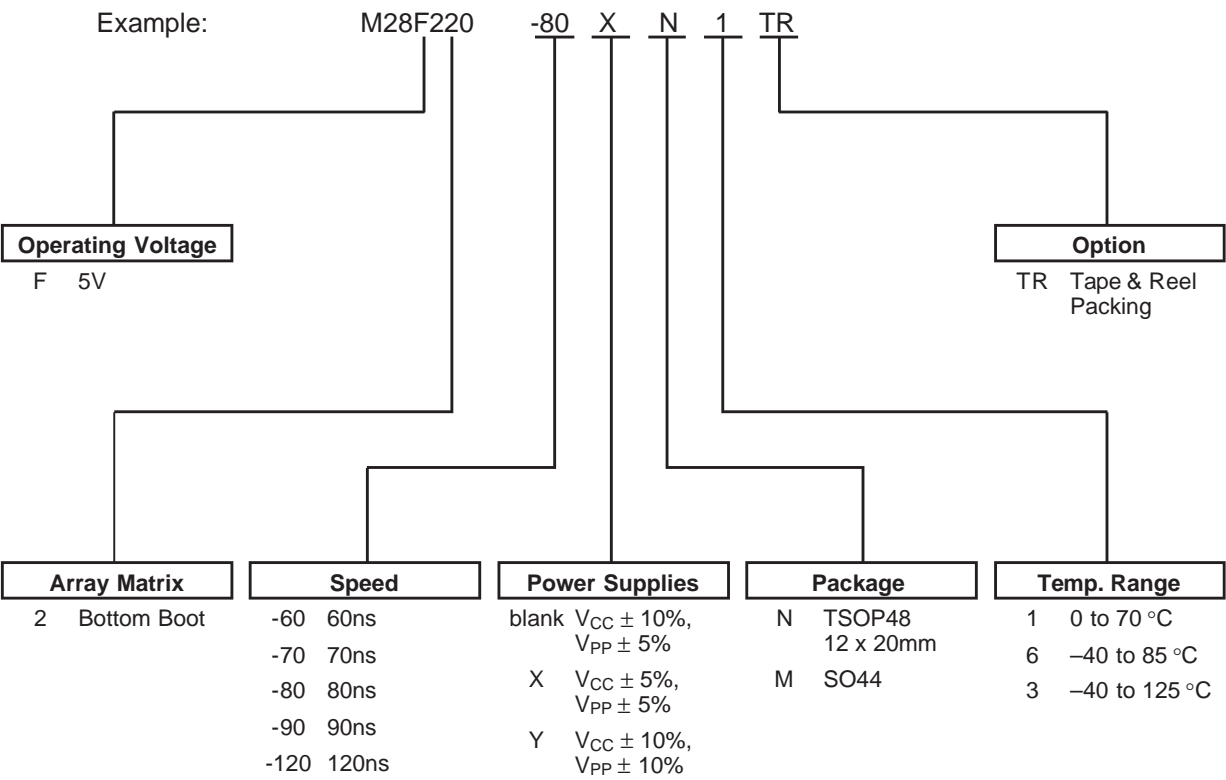 Example: M28F220 -80 X N 1 TR
Operating Voltage
F 5V
Option
TR Tape & Reel
Packing
Array Matrix
2 Bottom Boot
Speed
-60 60ns
-70 70ns
-80 80ns
-90 90ns
-120 120ns
Power Supplies
blank VCC ± 10%,
VPP ± 5%
X VCC ± 5%,
VPP ± 5%
Y VCC ± 10%,
VPP ± 10%
Package
N TSOP48
12 x 20mm
M SO44
Temp. Range
1 0 to 70 °C
6 –40 to 85 °C
3 –40 to 125 °C